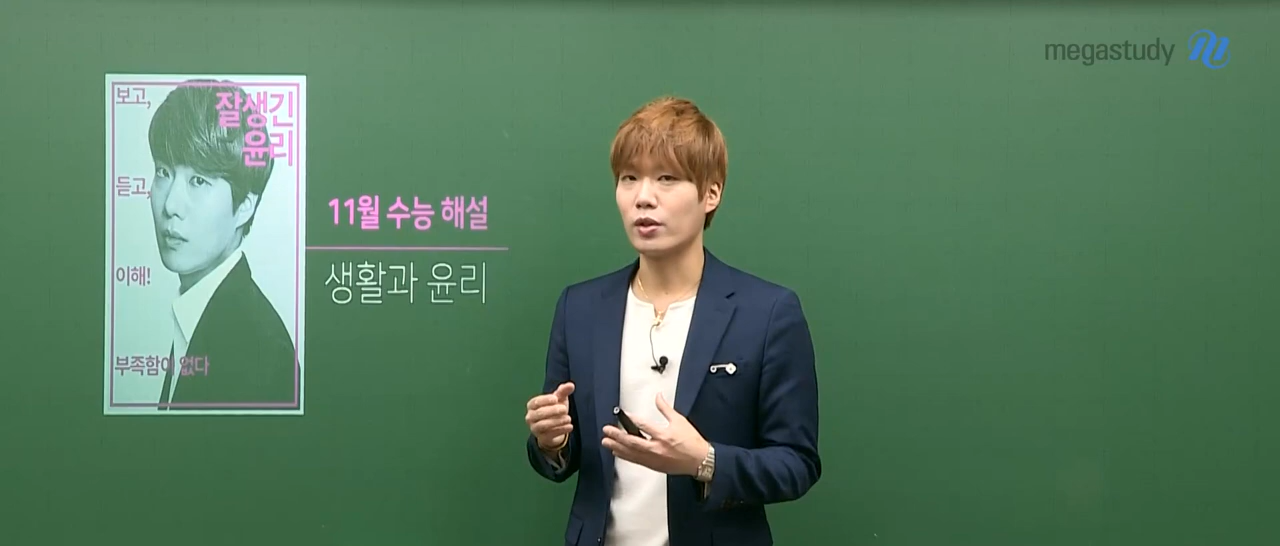 megastudy
잘생긴
윤리
보고,
듣고,
이해!
부족함이 없다
11월 수능 해설
생활과 윤리